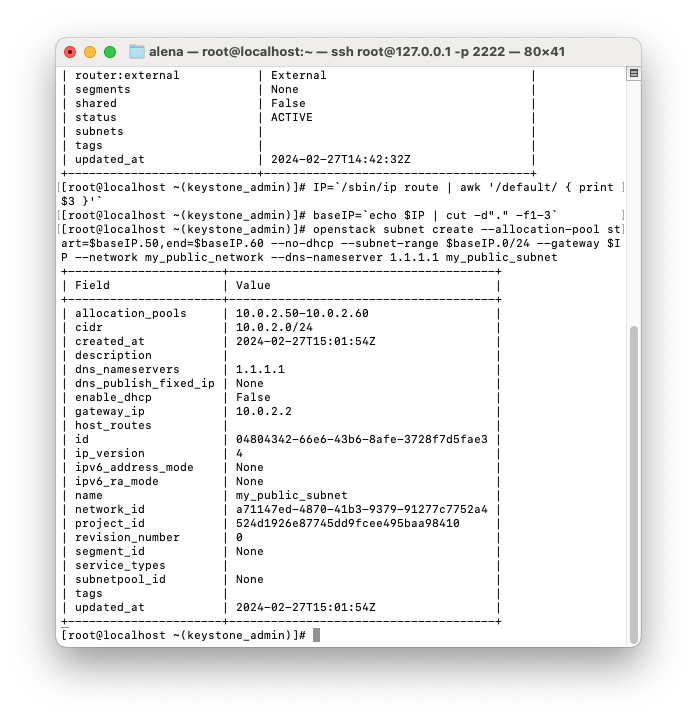 alena — root@localhost:~ — ssh root@127.0.0.1 -p 2222 — 80×41
| router:external | External |
| segments | None |
| shared | False |
| status | ACTIVE |
| subnets | |
| tags | |
| updated_at | 2024-02-27T14:42:32Z |
+--------------------------+--------------------------------------+
[root@localhost ~(keystone_admin)]# IP=`/sbin/ip route | awk '/default/ { print
$3 }'`
[root@localhost ~(keystone_admin)]# baseIP=`echo $IP | cut -d"." -f1-3`
[root@localhost ~(keystone_admin)]# openstack subnet create --allocation-pool st
art=$baseIP.50,end=$baseIP.60 --no-dhcp --subnet-range $baseIP.0/24 --gateway $I
P --network my_public_network --dns-nameserver 1.1.1.1 my_public_subnet
+----------------------+--------------------------------------+
| Field | Value |
+----------------------+--------------------------------------+
| allocation_pools | 10.0.2.50-10.0.2.60 |
| cidr | 10.0.2.0/24 |
| created_at | 2024-02-27T15:01:54Z |
| description | |
| dns_nameservers | 1.1.1.1 |
| dns_publish_fixed_ip | None |
| enable_dhcp | False |
| gateway_ip | 10.0.2.2 |
| host_routes | |
| id | 04804342-66e6-43b6-8afe-3728f7d5fae3 |
| ip_version | 4 |
| ipv6_address_mode | None |
| ipv6_ra_mode | None |
| name | my_public_subnet |
| network_id | a71147ed-4870-41b3-9379-91277c7752a4 |
| project_id | 524d1926e87745dd9fcee495baa98410 |
| revision_number | 0 |
| segment_id | None |
| service_types | |
| subnetpool_id | None |
| tags | |
| updated_at | 2024-02-27T15:01:54Z |
+----------------------+--------------------------------------+
[root@localhost ~(keystone_admin)]#